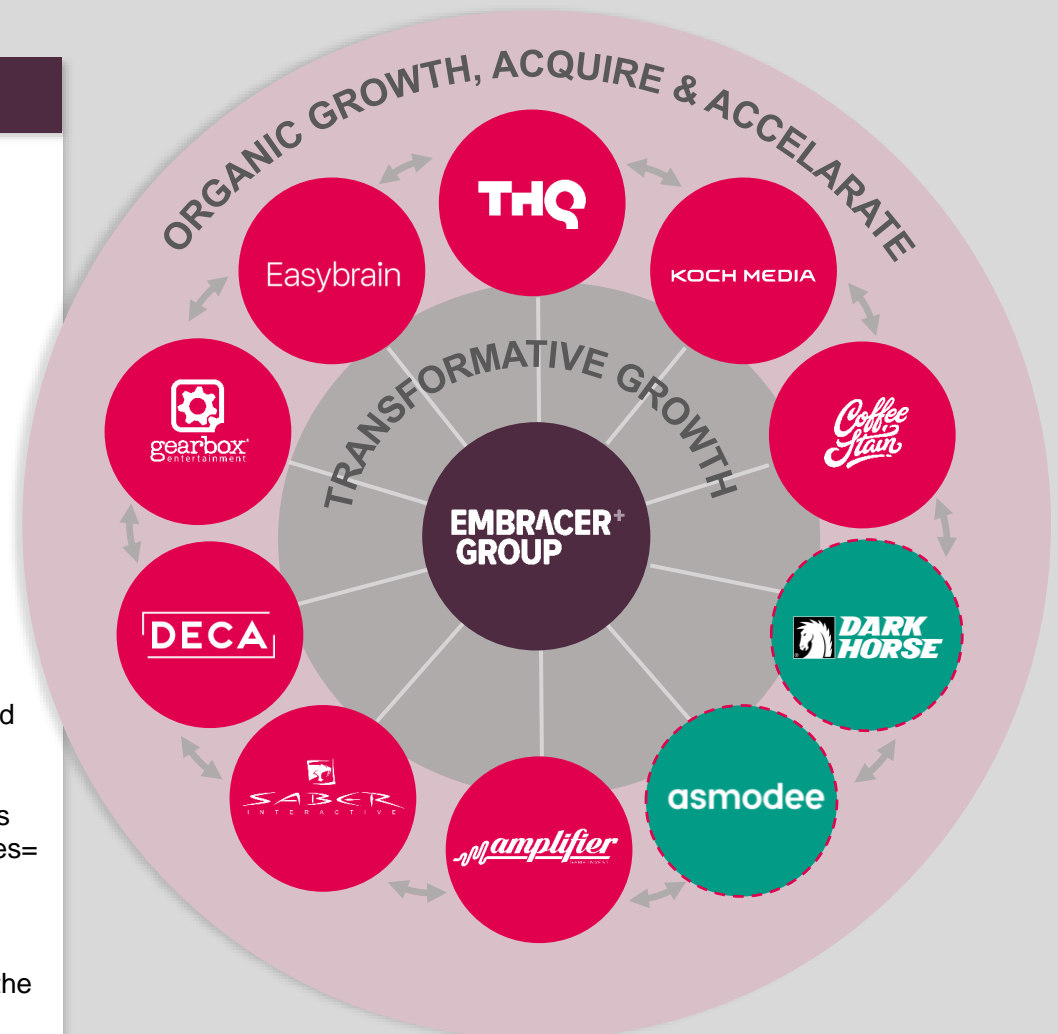 ORGANIC GROWTH, ACQUIRE & ACCELARATE
THQ
Easybrain
KOCH MEDIA
TRANSFORMATIVE GROWTH
gearbox
entertainment
Coffee
Stain
EMBRACER+
GROUP
DECA
DARK
HORSE
d
SABER
INTERACTIVE
asmodee
s
es=
amplifier
the